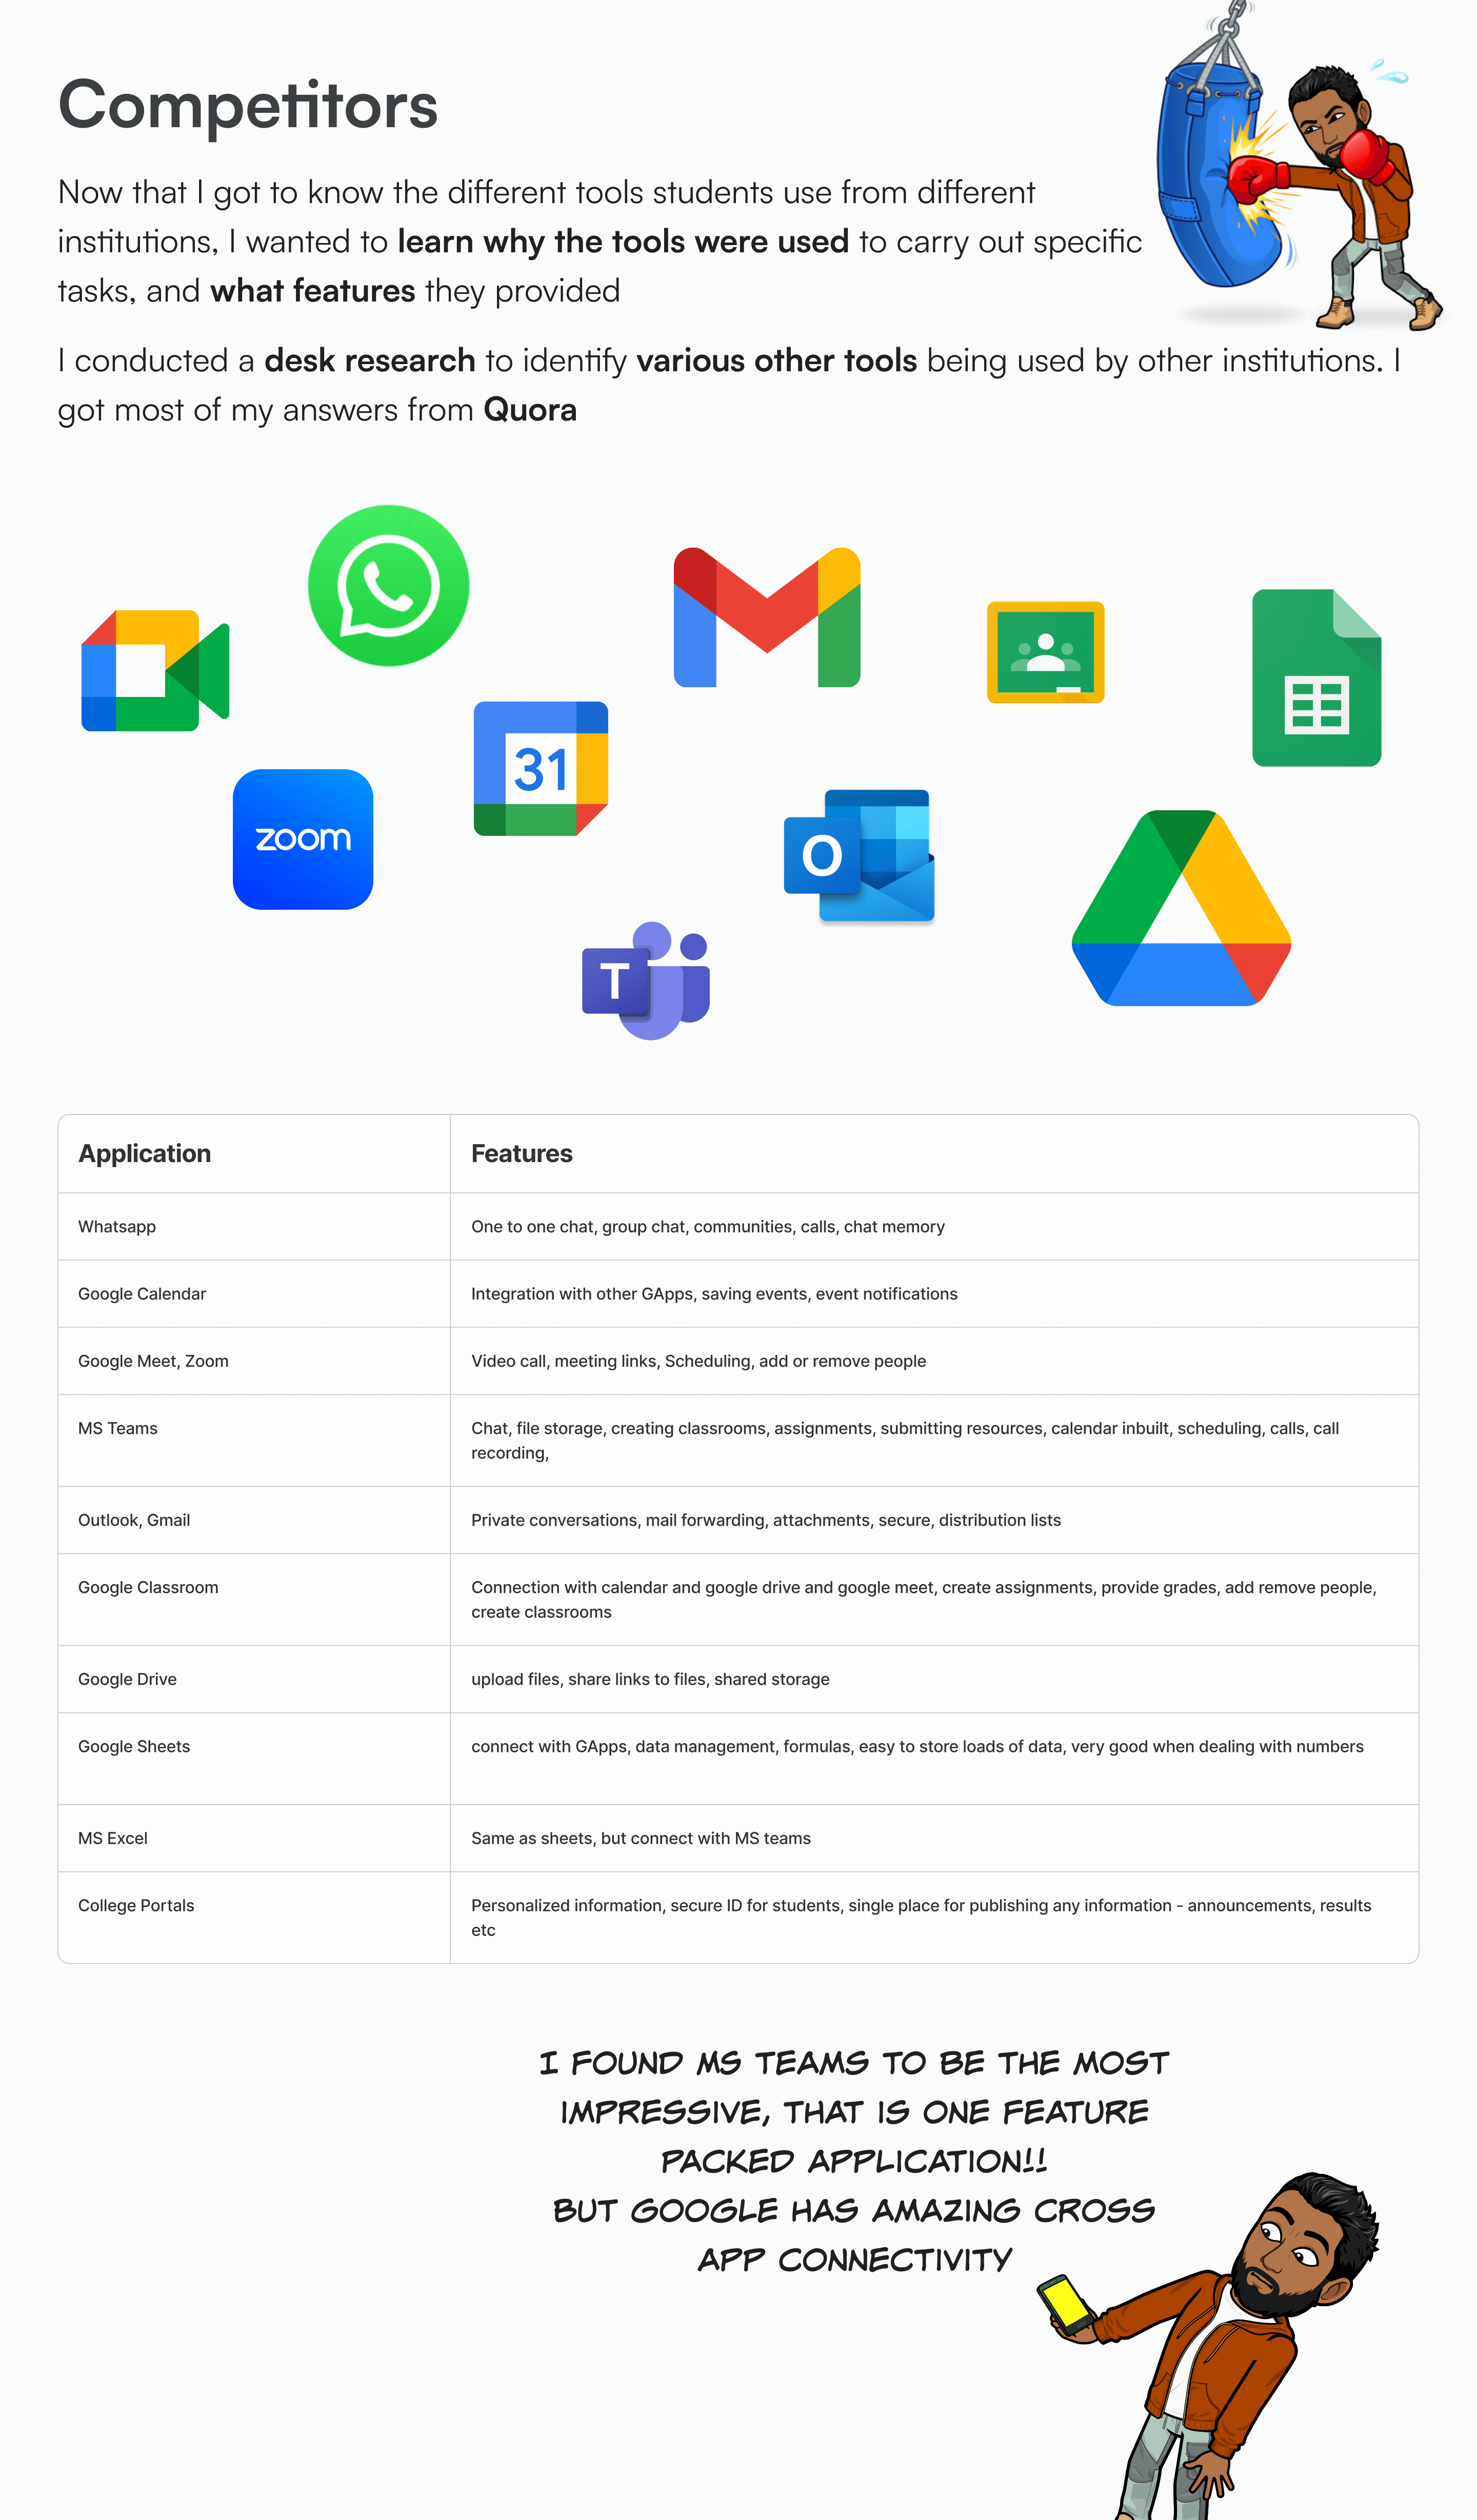 Competitors
Now that I got to know the different tools students use from different
institutions, I wanted to learn why the tools were used to carry out specific
tasks, and what features they provided
I conducted a desk research to identify various other tools being used by other institutions. I
got most of my answers from Quora
31
zoom
O
T
Application
Features
Whatsapp
One to one chat, group chat, communities, calls, chat memory
Google Calendar
Integration with other GApps, saving events, event notifications
Google Meet, Zoom
Video call, meeting links, Scheduling, add or remove people
MS Teams
Chat, file storage, creating classrooms, assignments, submitting resources, calendar inbuilt, scheduling, calls, call
recording,
Outlook, Gmail
Private conversations, mail forwarding, attachments, secure, distribution lists
Google Classroom
Connection with calendar and google drive and google meet, create assignments, provide grades, add remove people,
create classrooms
Google Drive
upload files, share links to files, shared storage
Google Sheets
connect with GApps, data management, formulas, easy to store loads of data, very good when dealing with numbers
MS Excel
Same as sheets, but connect with MS teams
College Portals
Personalized information, secure ID for students, single place for publishing any information - announcements, results
etc
I FOUND MS TEAMS TO BE THE MOST
IMPRESSIVE, THAT IS ONE FEATURE
PACKED APPLICATION!!
BUT GOOGLE HAS AMAZING CROSS
APP CONNECTIVITY